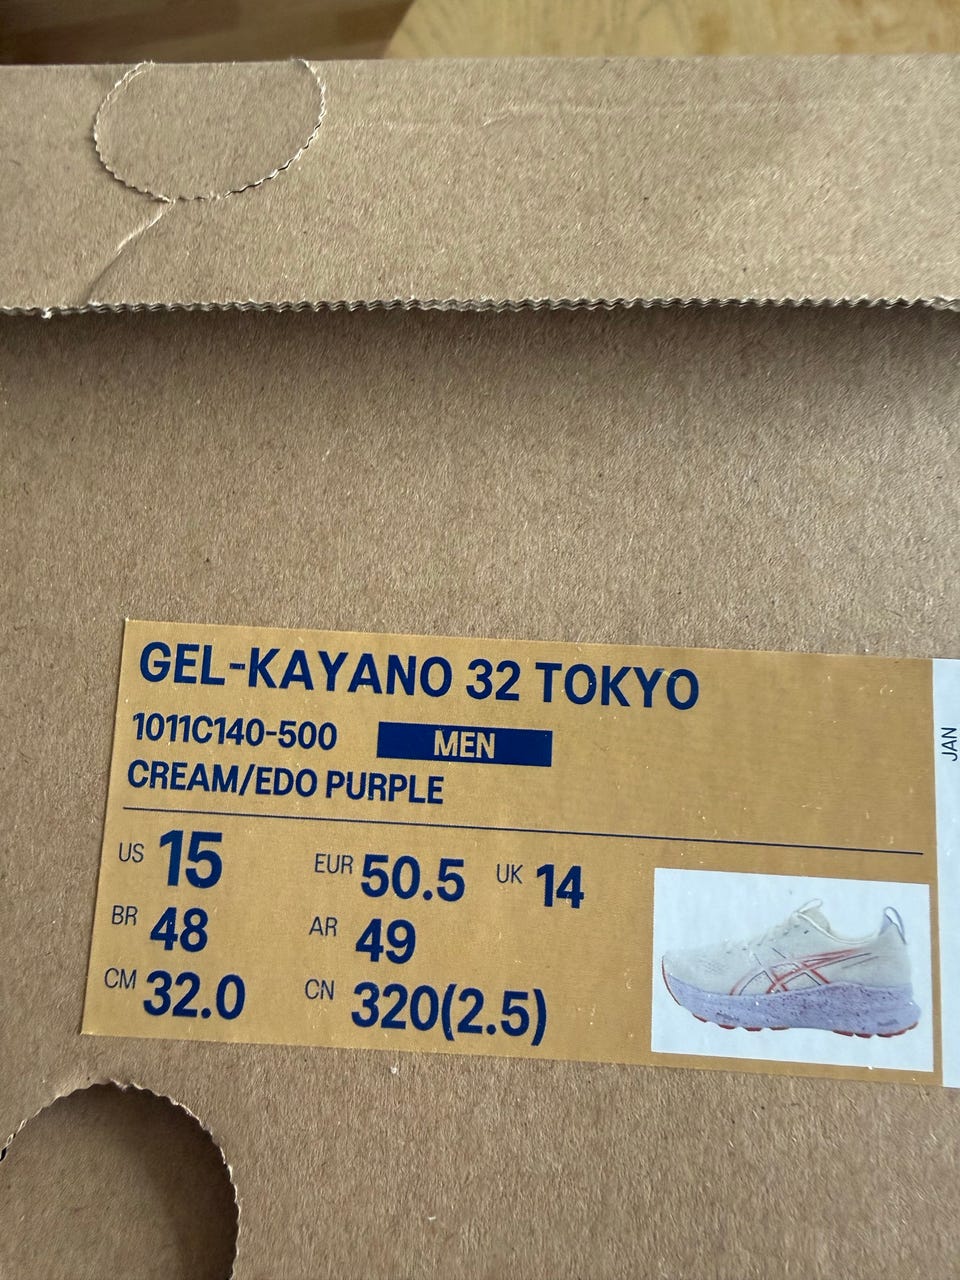 GEL-KAYANO 32 TOKYO
1011C140-500 MEN
CREAM/EDO PURPLE
US 15 EUR 50.5 UK 14
BR 48 AR 49
CM 32.0 CN 320(2.5)
JAN